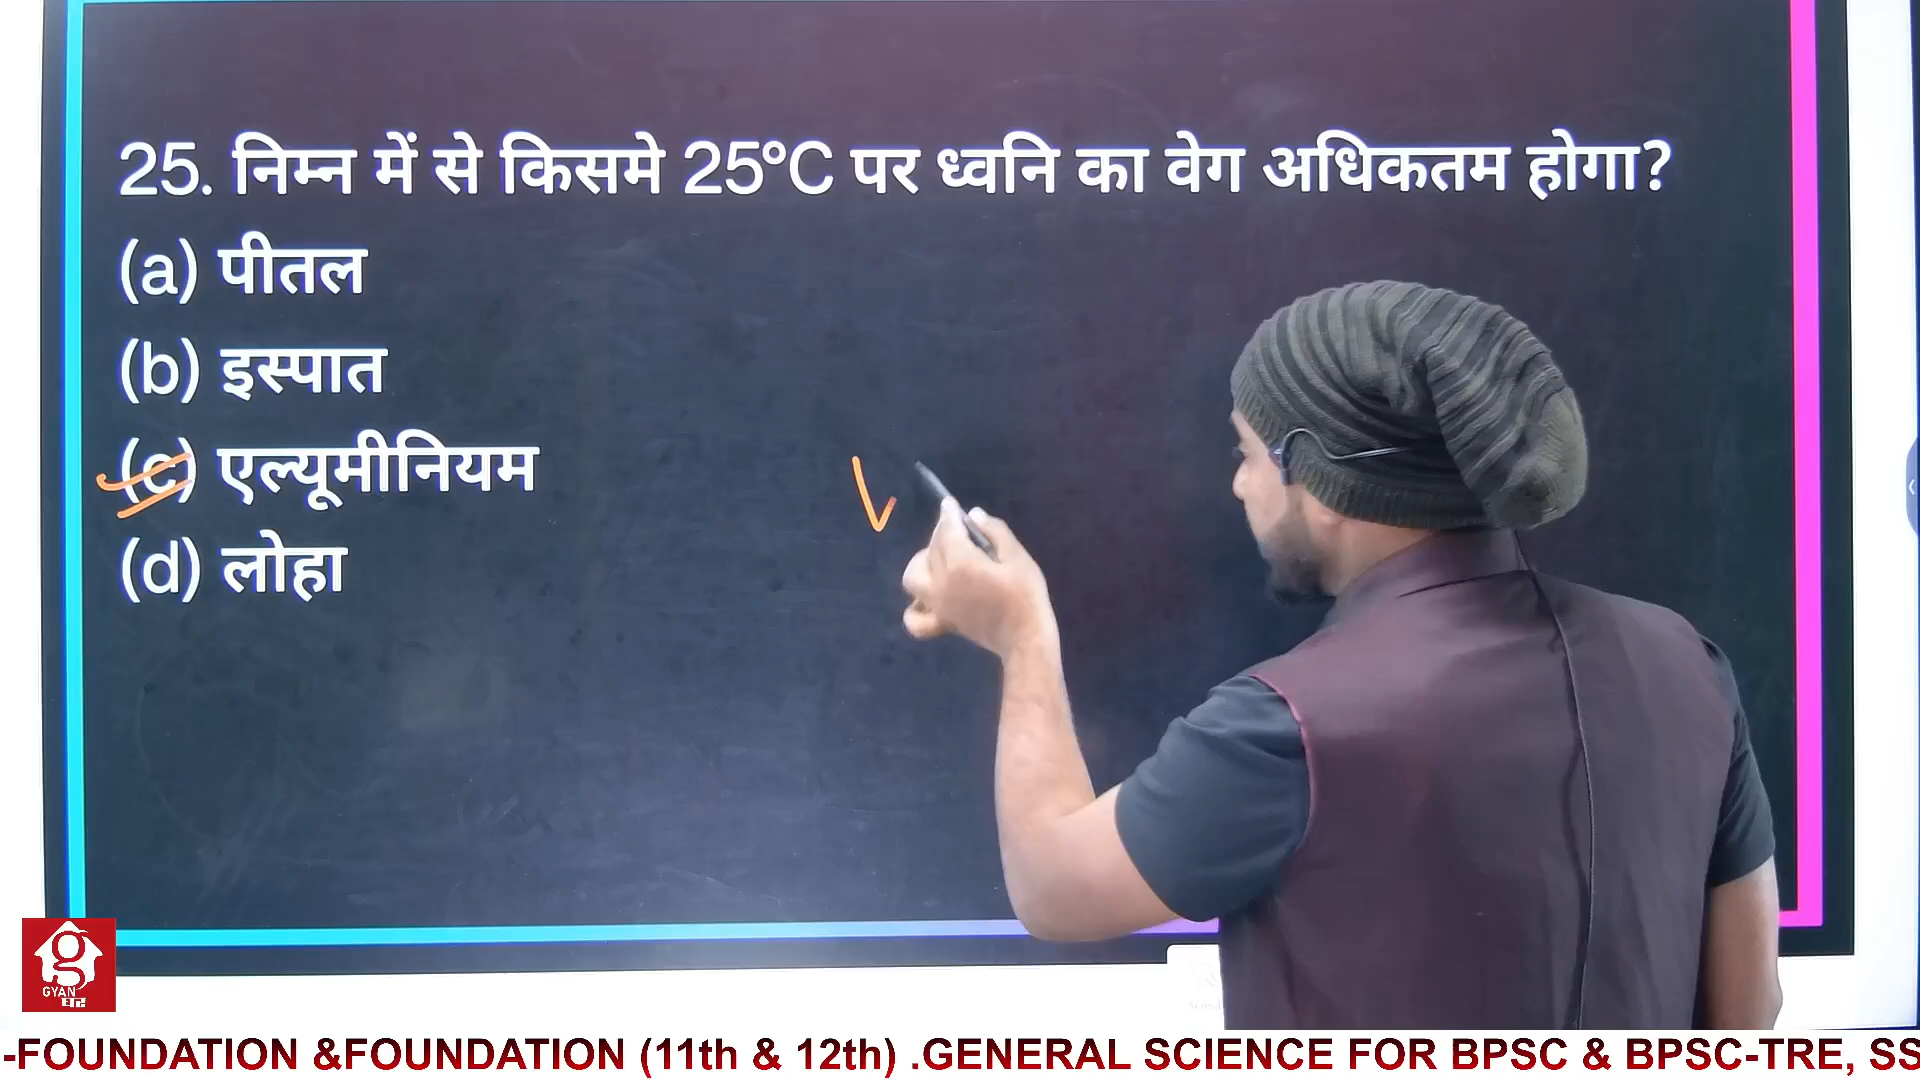 25. निम्न में से किसमे 25°C पर ध्वनि का वेग अधिकतम होगा?
(a) पीतल
(b) इस्पात
(c) एल्यूमीनियम
(d) लोहा
g
GYAN
घर
-FOUNDATION &FOUNDATION (11th & 12th) .GENERAL SCIENCE FOR BPSC & BPSC-TRE, SS